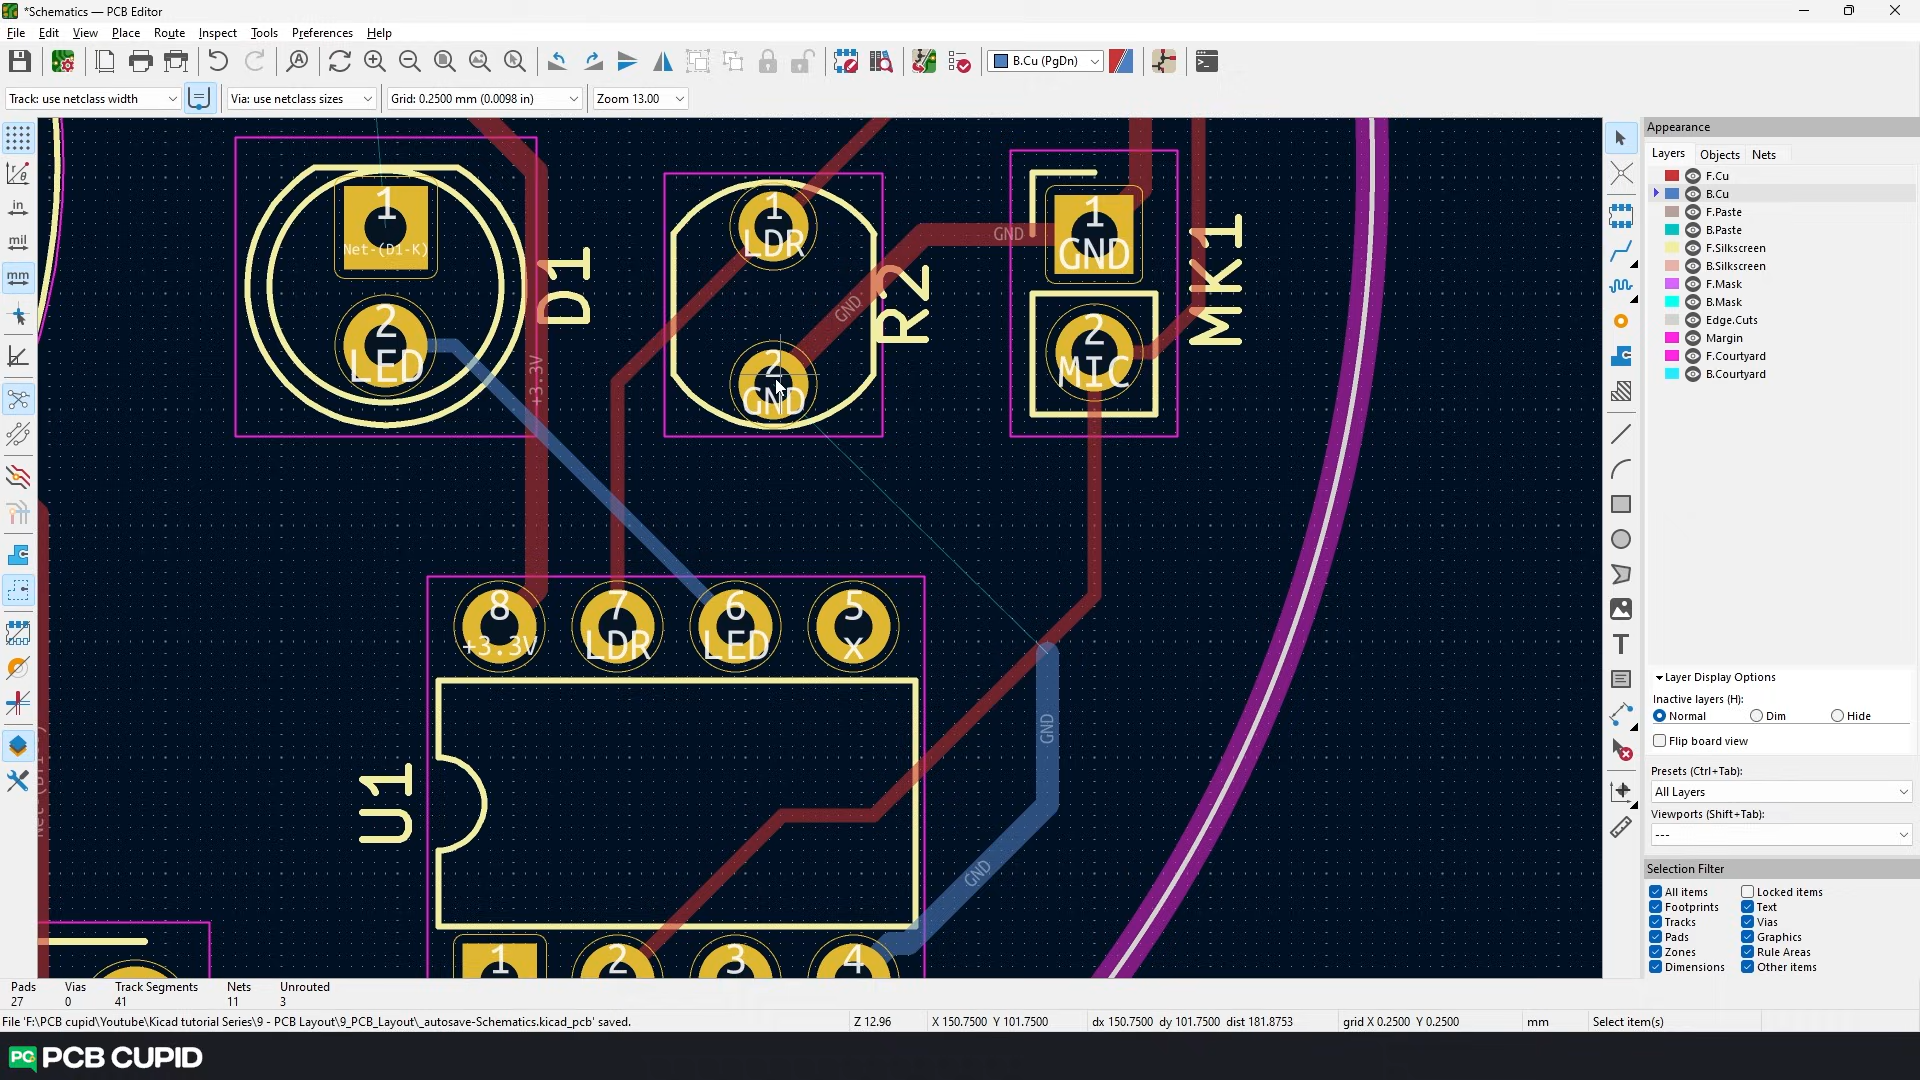 *Schematics — PCB Editor
File Edit View Place Route Inspect Tools Preferences Help
B.Cu (PgDn)
Track: use netclass width
Via: use netclass sizes
Grid: 0.2500 mm (0.0098 in)
Zoom 13.00
in
mil
mm
1
Net-(D1-K)
2
LED
D1
+3.3V
1
LDR
2
GND
R2
GND
GND
1
GND
2
MIC
MK1
8
+3.3V
7
LDR
6
LED
5
x
U1
GND
GND
1
2
3
4
Appearance
Layers Objects Nets
F.Cu
B.Cu
F.Paste
B.Paste
F.Silkscreen
B.Silkscreen
F.Mask
B.Mask
Edge.Cuts
Margin
F.Courtyard
B.Courtyard
Layer Display Options
Inactive layers (H):
Normal Dim Hide
Flip board view
Presets (Ctrl+Tab):
All Layers
Viewports (Shift+Tab):
---
Selection Filter
All items Locked items
Footprints Text
Tracks Vias
Pads Graphics
Zones Rule Areas
Dimensions Other items
Pads Vias Track Segments Nets Unrouted
27 0 41 11 3
File 'F:\PCB cupid\Youtube\Kicad tutorial Series\9 - PCB Layout\9_PCB_Layout\_autosave-Schematics.kicad_pcb' saved.
Z 12.96
X 150.7500 Y 101.7500
dx 150.7500 dy 101.7500 dist 181.8753
grid X 0.2500 Y 0.2500
mm
Select item(s)
PCB CUPID